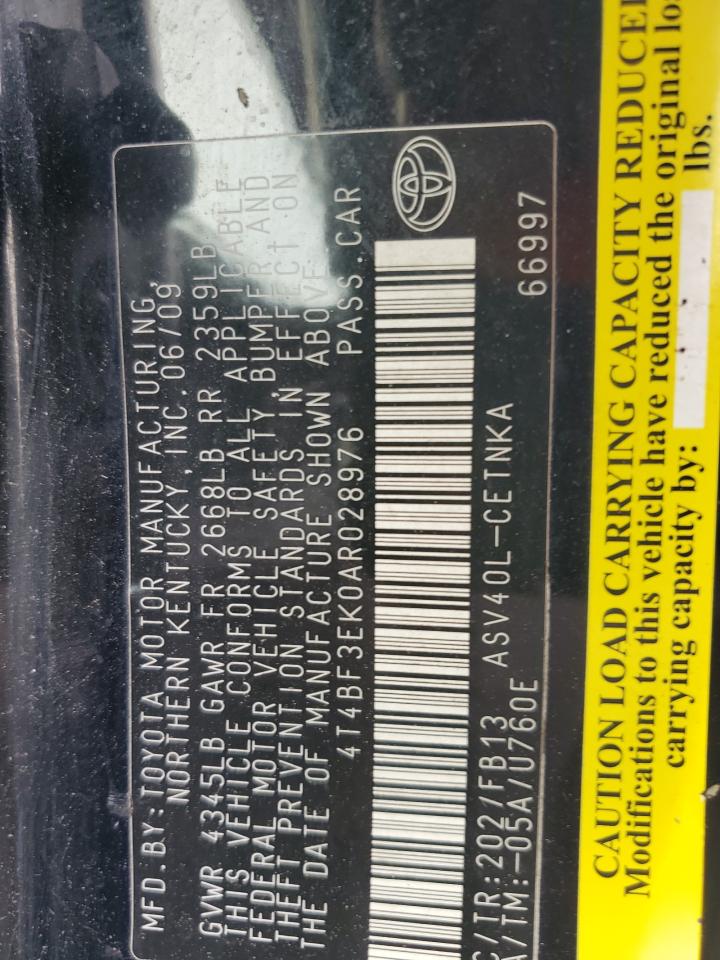 MFD.BY:TOYOTA MOTOR MANUFACTURING,
NORTHERN KENTUCKY,INC.06/09
GVWR 4345LB GAWR FR 2668LB RR 2359LB
THIS VEHICLE CONFORMS TO ALL APPLICABLE
FEDERAL MOTOR VEHICLE SAFETY, BUMPER AND
THEFT PREVENTION STANDARDS IN EFFECT ON
THE DATE OF MANUFACTURE SHOWN ABOVE.
4T4BF3EK0AR028976 PASS.CAR
C/TR:202/FB13 ASV40L-CETNKA
A/TM:-05A/U760E 66997
CAUTION LOAD CARRYING CAPACITY REDUCED
Modifications to this vehicle have reduced the original
carrying capacity by: lbs.